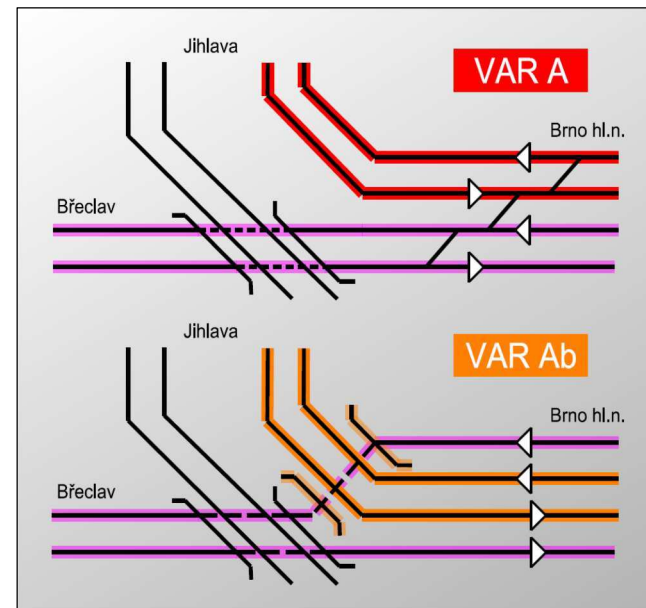 Jihlava
VAR A
Brno hl.n.
Břeclav
Jihlava
VAR Ab
Brno hl.n.
Břeclav